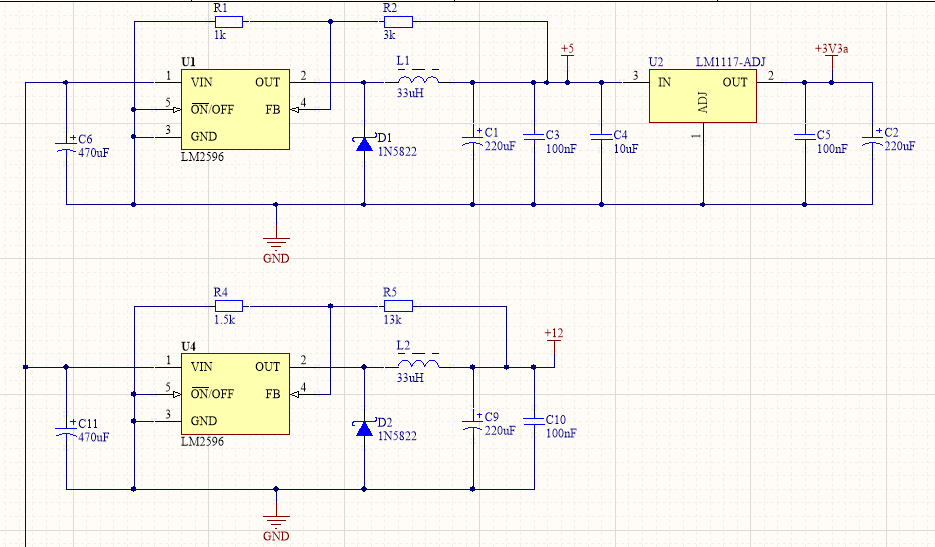 R1
1k
R2
3k
U1
1 VIN OUT 2
5 ON/OFF FB 4
3 GND
LM2596
C6
470uF
L1
33uH
D1
1N5822
+5
C1
220uF
C3
100nF
C4
10uF
U2 LM1117-ADJ
3 IN OUT 2
ADJ
1
+3V3a
C5
100nF
C2
220uF
GND
R4
1.5k
R5
13k
U4
1 VIN OUT 2
5 ON/OFF FB 4
3 GND
LM2596
C11
470uF
L2
33uH
D2
1N5822
+12
C9
220uF
C10
100nF
GND